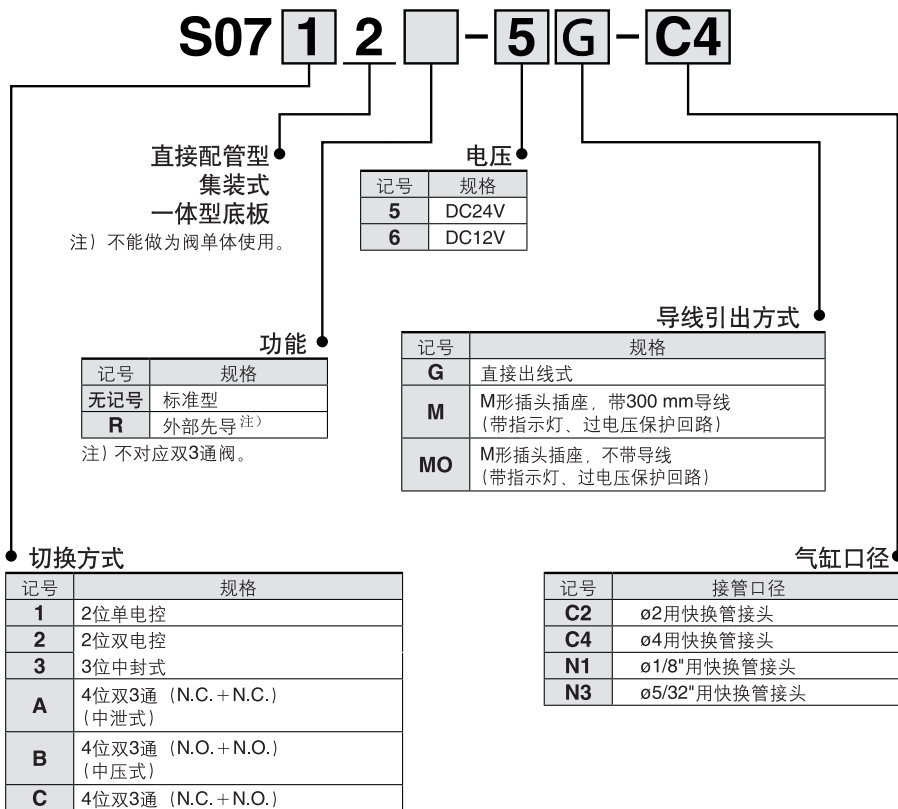 S07 1 2 - 5 G - C4
直接配管型
集装式
一体型底板
注）不能做为阀单体使用。
电压
记号 规格
5 DC24V
6 DC12V
导线引出方式
记号 规格
G 直接出线式
M M形插头插座，带300 mm导线
（带指示灯、过电压保护回路）
MO M形插头插座，不带导线
（带指示灯、过电压保护回路）
功能
记号 规格
无记号 标准型
R 外部先导注）
注）不对应双3通阀。
切换方式
记号 规格
1 2位单电控
2 2位双电控
3 3位中封式
A 4位双3通（N.C.＋N.C.）
（中泄式）
B 4位双3通（N.O.＋N.O.）
（中压式）
C 4位双3通（N.C.＋N.O.）
气缸口径
记号 接管口径
C2 ø2用快换管接头
C4 ø4用快换管接头
N1 ø1/8"用快换管接头
N3 ø5/32"用快换管接头